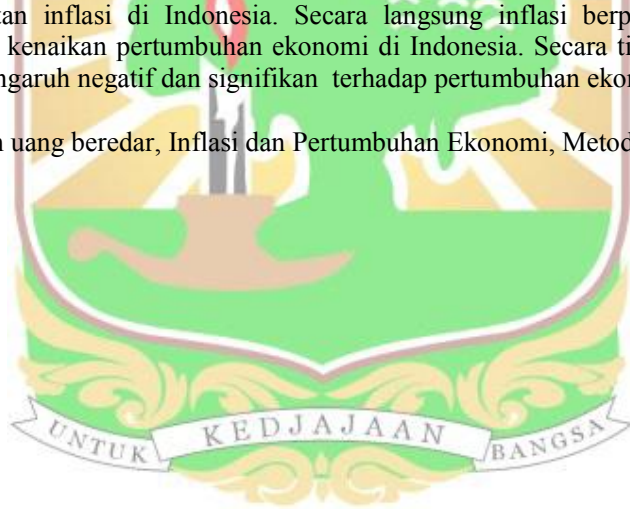 tan inflasi di Indonesia. Secara langsung inflasi berp
kenaikan pertumbuhan ekonomi di Indonesia. Secara ti
ngaruh negatif dan signifikan terhadap pertumbuhan ekon
n uang beredar, Inflasi dan Pertumbuhan Ekonomi, Metod
UNTUK KEDJAJAAN BANGSA